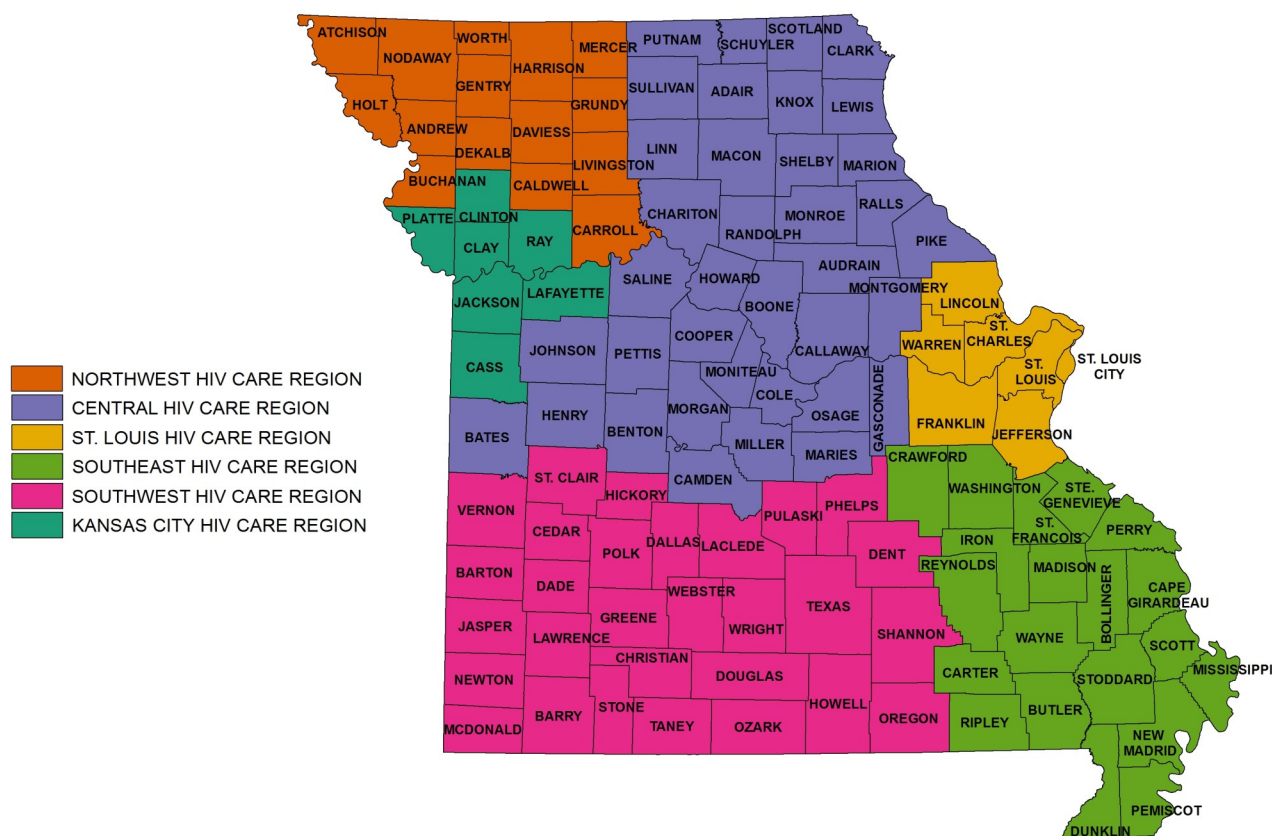 ATCHISON
NODAWAY
WORTH
HARRISON
MERCER
PUTNAM
SCHUYLER
SCOTLAND
CLARK
HOLT
GENTRY
GRUNDY
SULLIVAN
ADAIR
KNOX
LEWIS
ANDREW
DEKALB
DAVIESS
LIVINGSTON
LINN
MACON
SHELBY
MARION
BUCHANAN
CALDWELL
CLINTON
PLATTE
CLAY
RAY
CARROLL
CHARITON
RANDOLPH
MONROE
RALLS
PIKE
AUDRAIN
JACKSON
LAFAYETTE
SALINE
HOWARD
BOONE
MONTGOMERY
LINCOLN
CASS
JOHNSON
PETTIS
COOPER
CALLAWAY
WARREN
ST.
CHARLES
ST.
LOUIS
ST. LOUIS
CITY
MONITEAU
COLE
OSAGE
GASCONADE
FRANKLIN
JEFFERSON
BATES
HENRY
BENTON
MORGAN
MILLER
MARIES
CAMDEN
CRAWFORD
WASHINGTON
STE.
GENEVIEVE
ST.
FRANCOIS
PERRY
VERNON
ST. CLAIR
HICKORY
PULASKI
PHELPS
CEDAR
POLK
DALLAS
LACLEDE
DENT
IRON
REYNOLDS
MADISON
BOLLINGER
CAPE
GIRARDEAU
BARTON
DADE
WEBSTER
TEXAS
JASPER
LAWRENCE
GREENE
WRIGHT
SHANNON
WAYNE
SCOTT
MISSISSIPPI
NEWTON
CHRISTIAN
DOUGLAS
HOWELL
CARTER
STODDARD
MCDONALD
BARRY
STONE
TANEY
OZARK
OREGON
RIPLEY
BUTLER
NEW
MADRID
PEMISCOT
DUNKLIN
NORTHWEST HIV CARE REGION
CENTRAL HIV CARE REGION
ST. LOUIS HIV CARE REGION
SOUTHEAST HIV CARE REGION
SOUTHWEST HIV CARE REGION
KANSAS CITY HIV CARE REGION